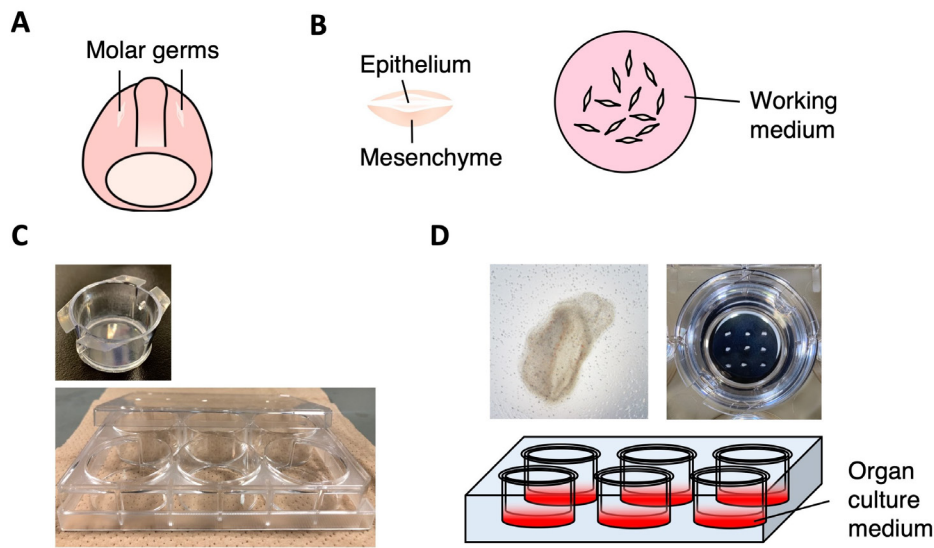 A
Molar germs
B
Epithelium
Mesenchyme
Working
medium
C
D
Organ
culture
medium